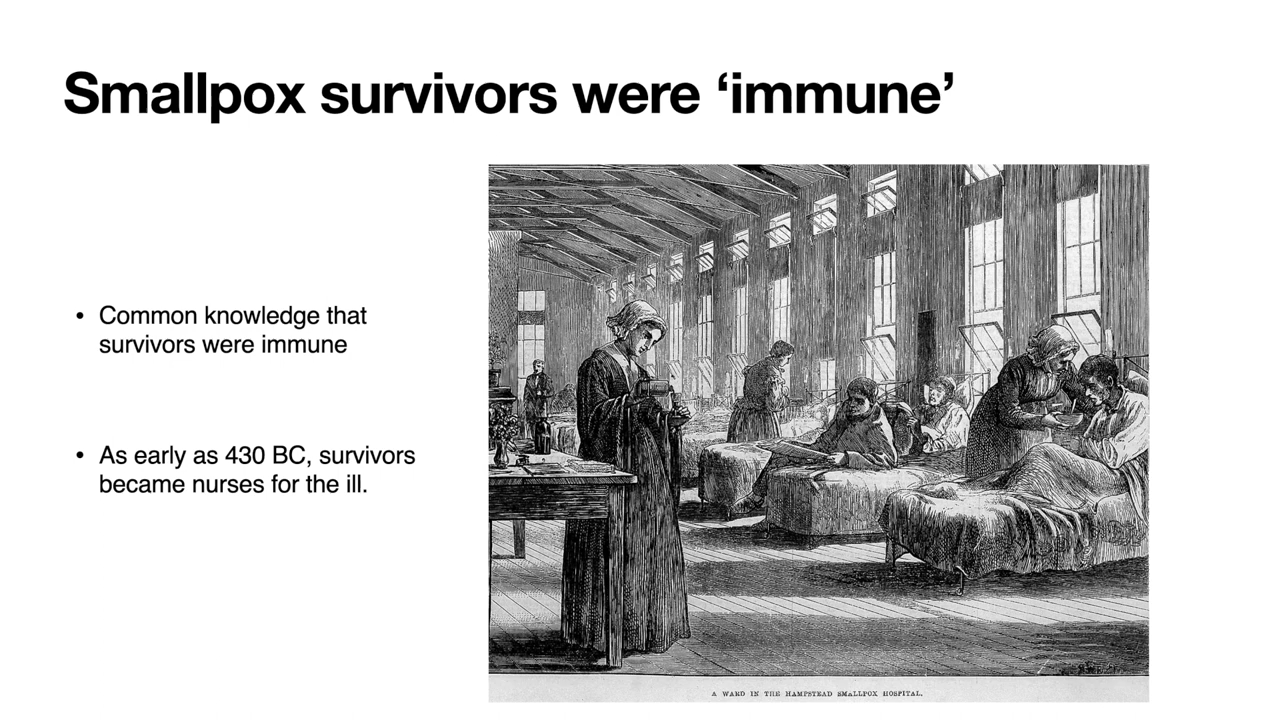 Smallpox survivors were ‘immune’
• Common knowledge that
survivors were immune
• As early as 430 BC, survivors
became nurses for the ill.
A WARD IN THE HAMPSTEAD SMALLPOX HOSPITAL.